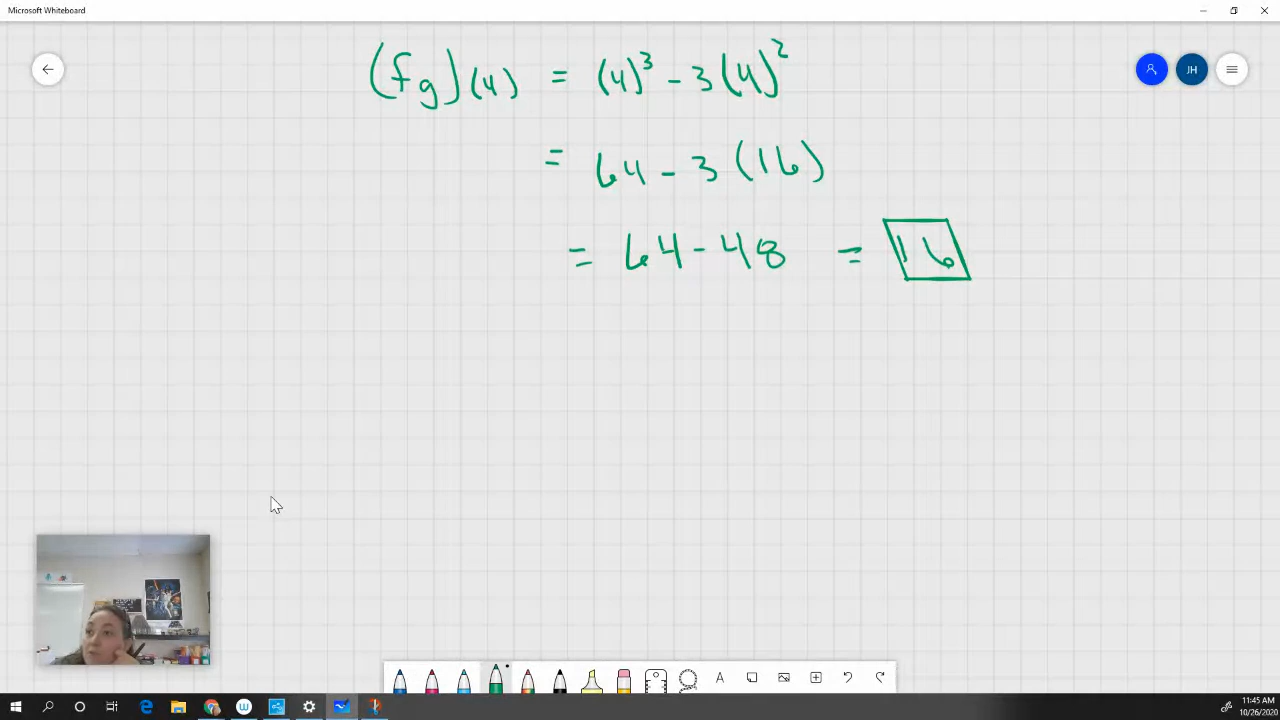 Microsoft Whiteboard
(fg)(4) = (4)³ - 3(4)²
JH
= 64 - 3(16)
= 64 - 48 = 16
A
11:45 AM
10/26/2020